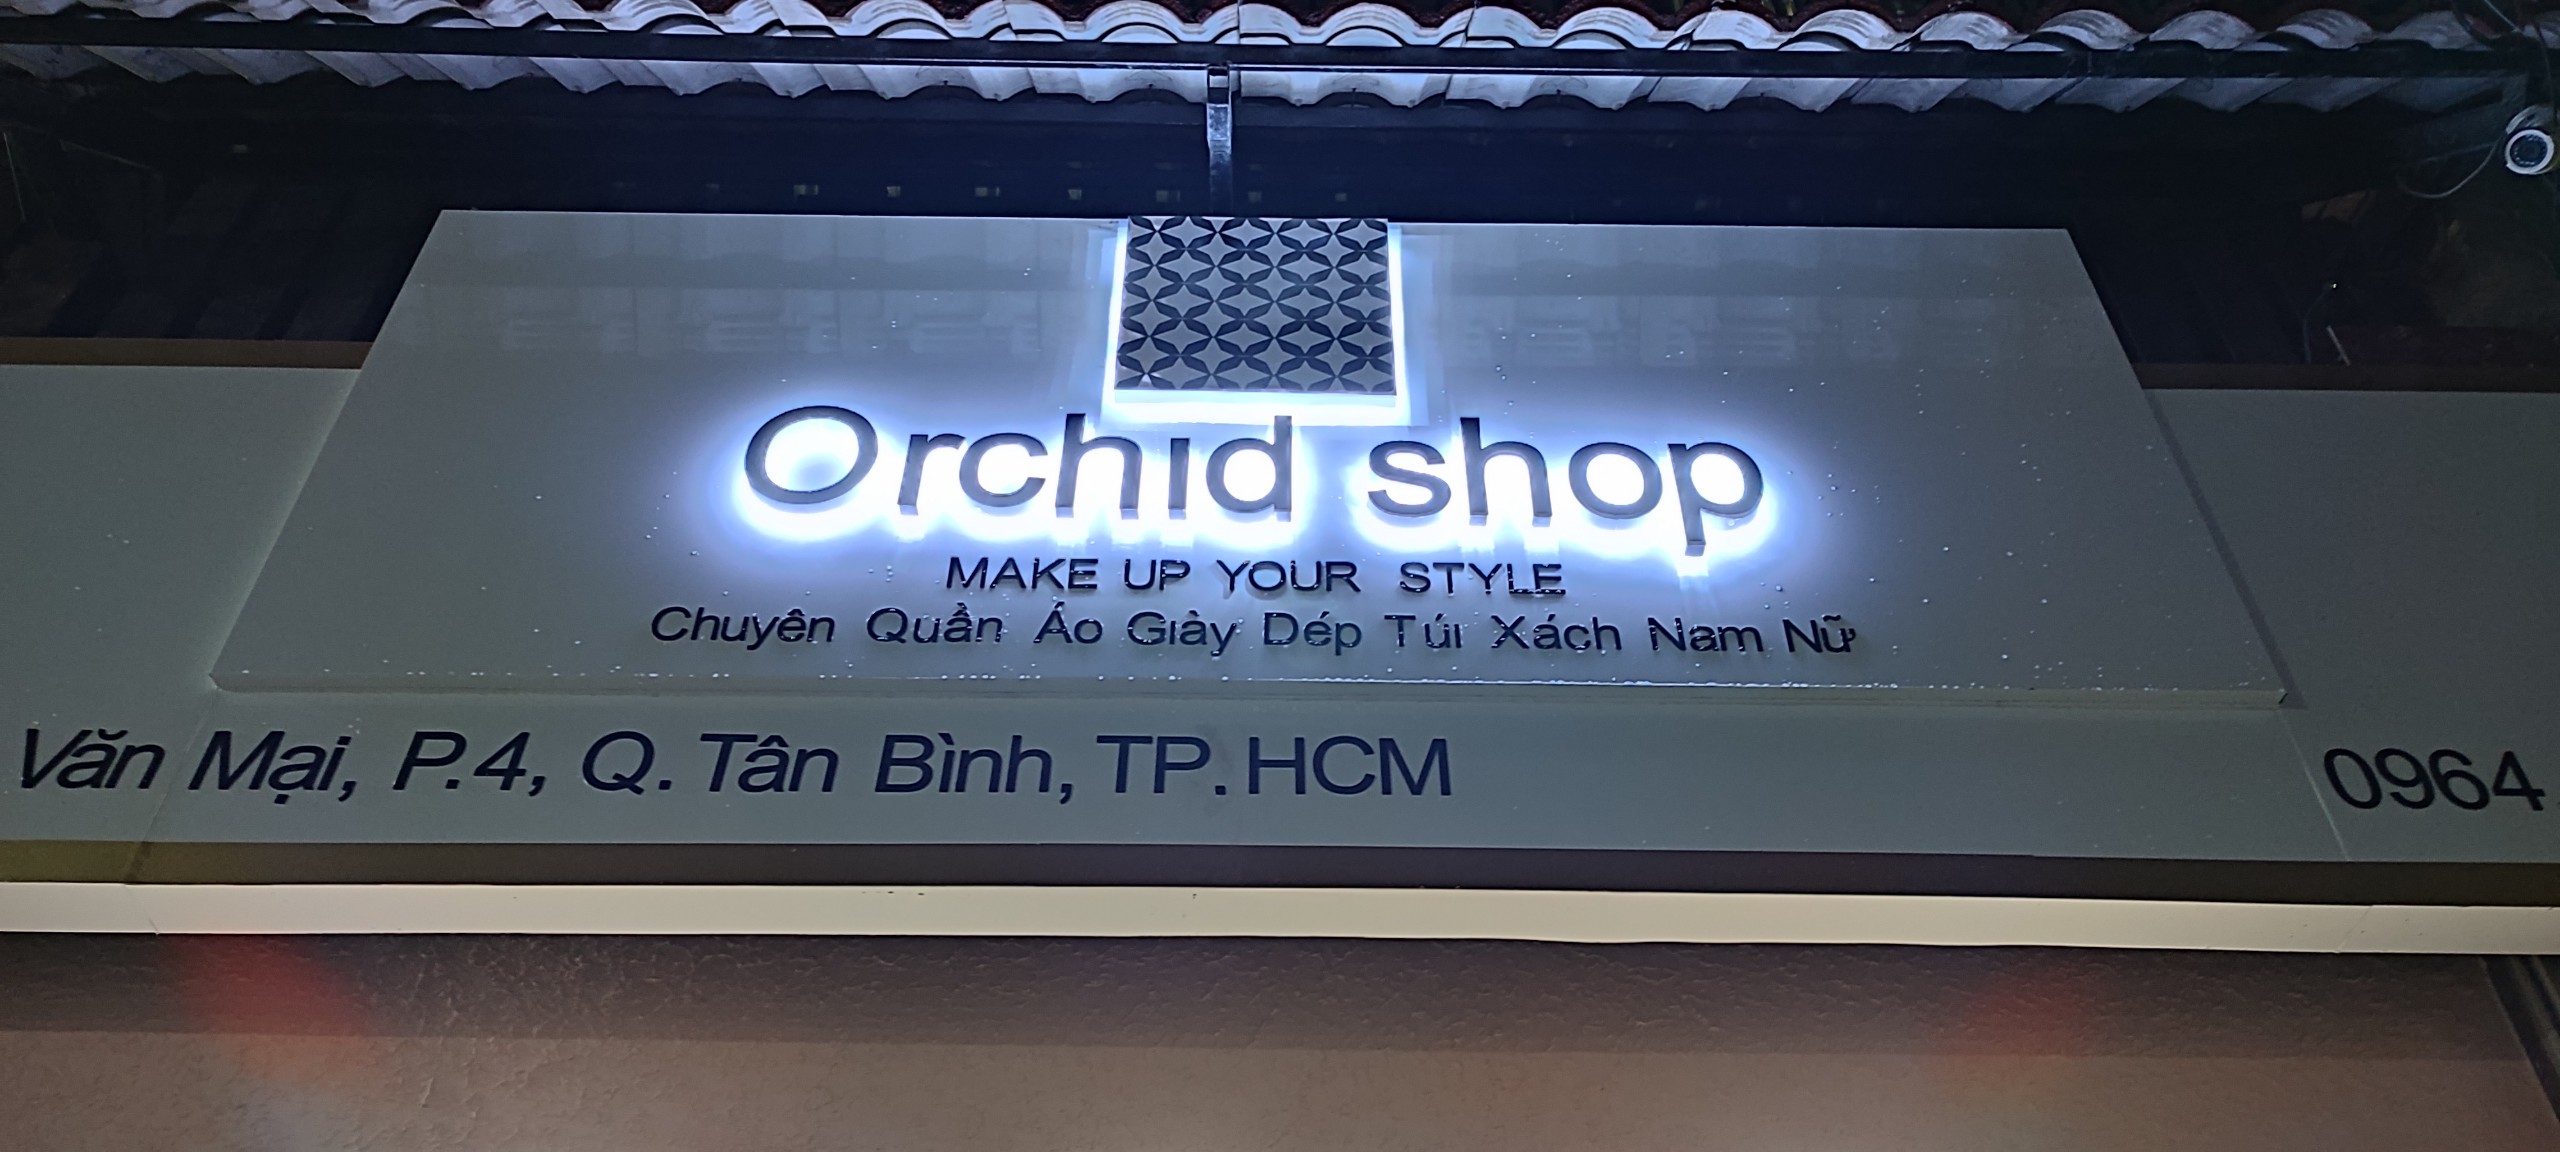 Orchid shop
MAKE UP YOUR STYLE
Chuyên Quần Áo Giày Dép Túi Xách Nam Nữ
Văn Mại, P.4, Q. Tân Bình, TP.HCM
0964